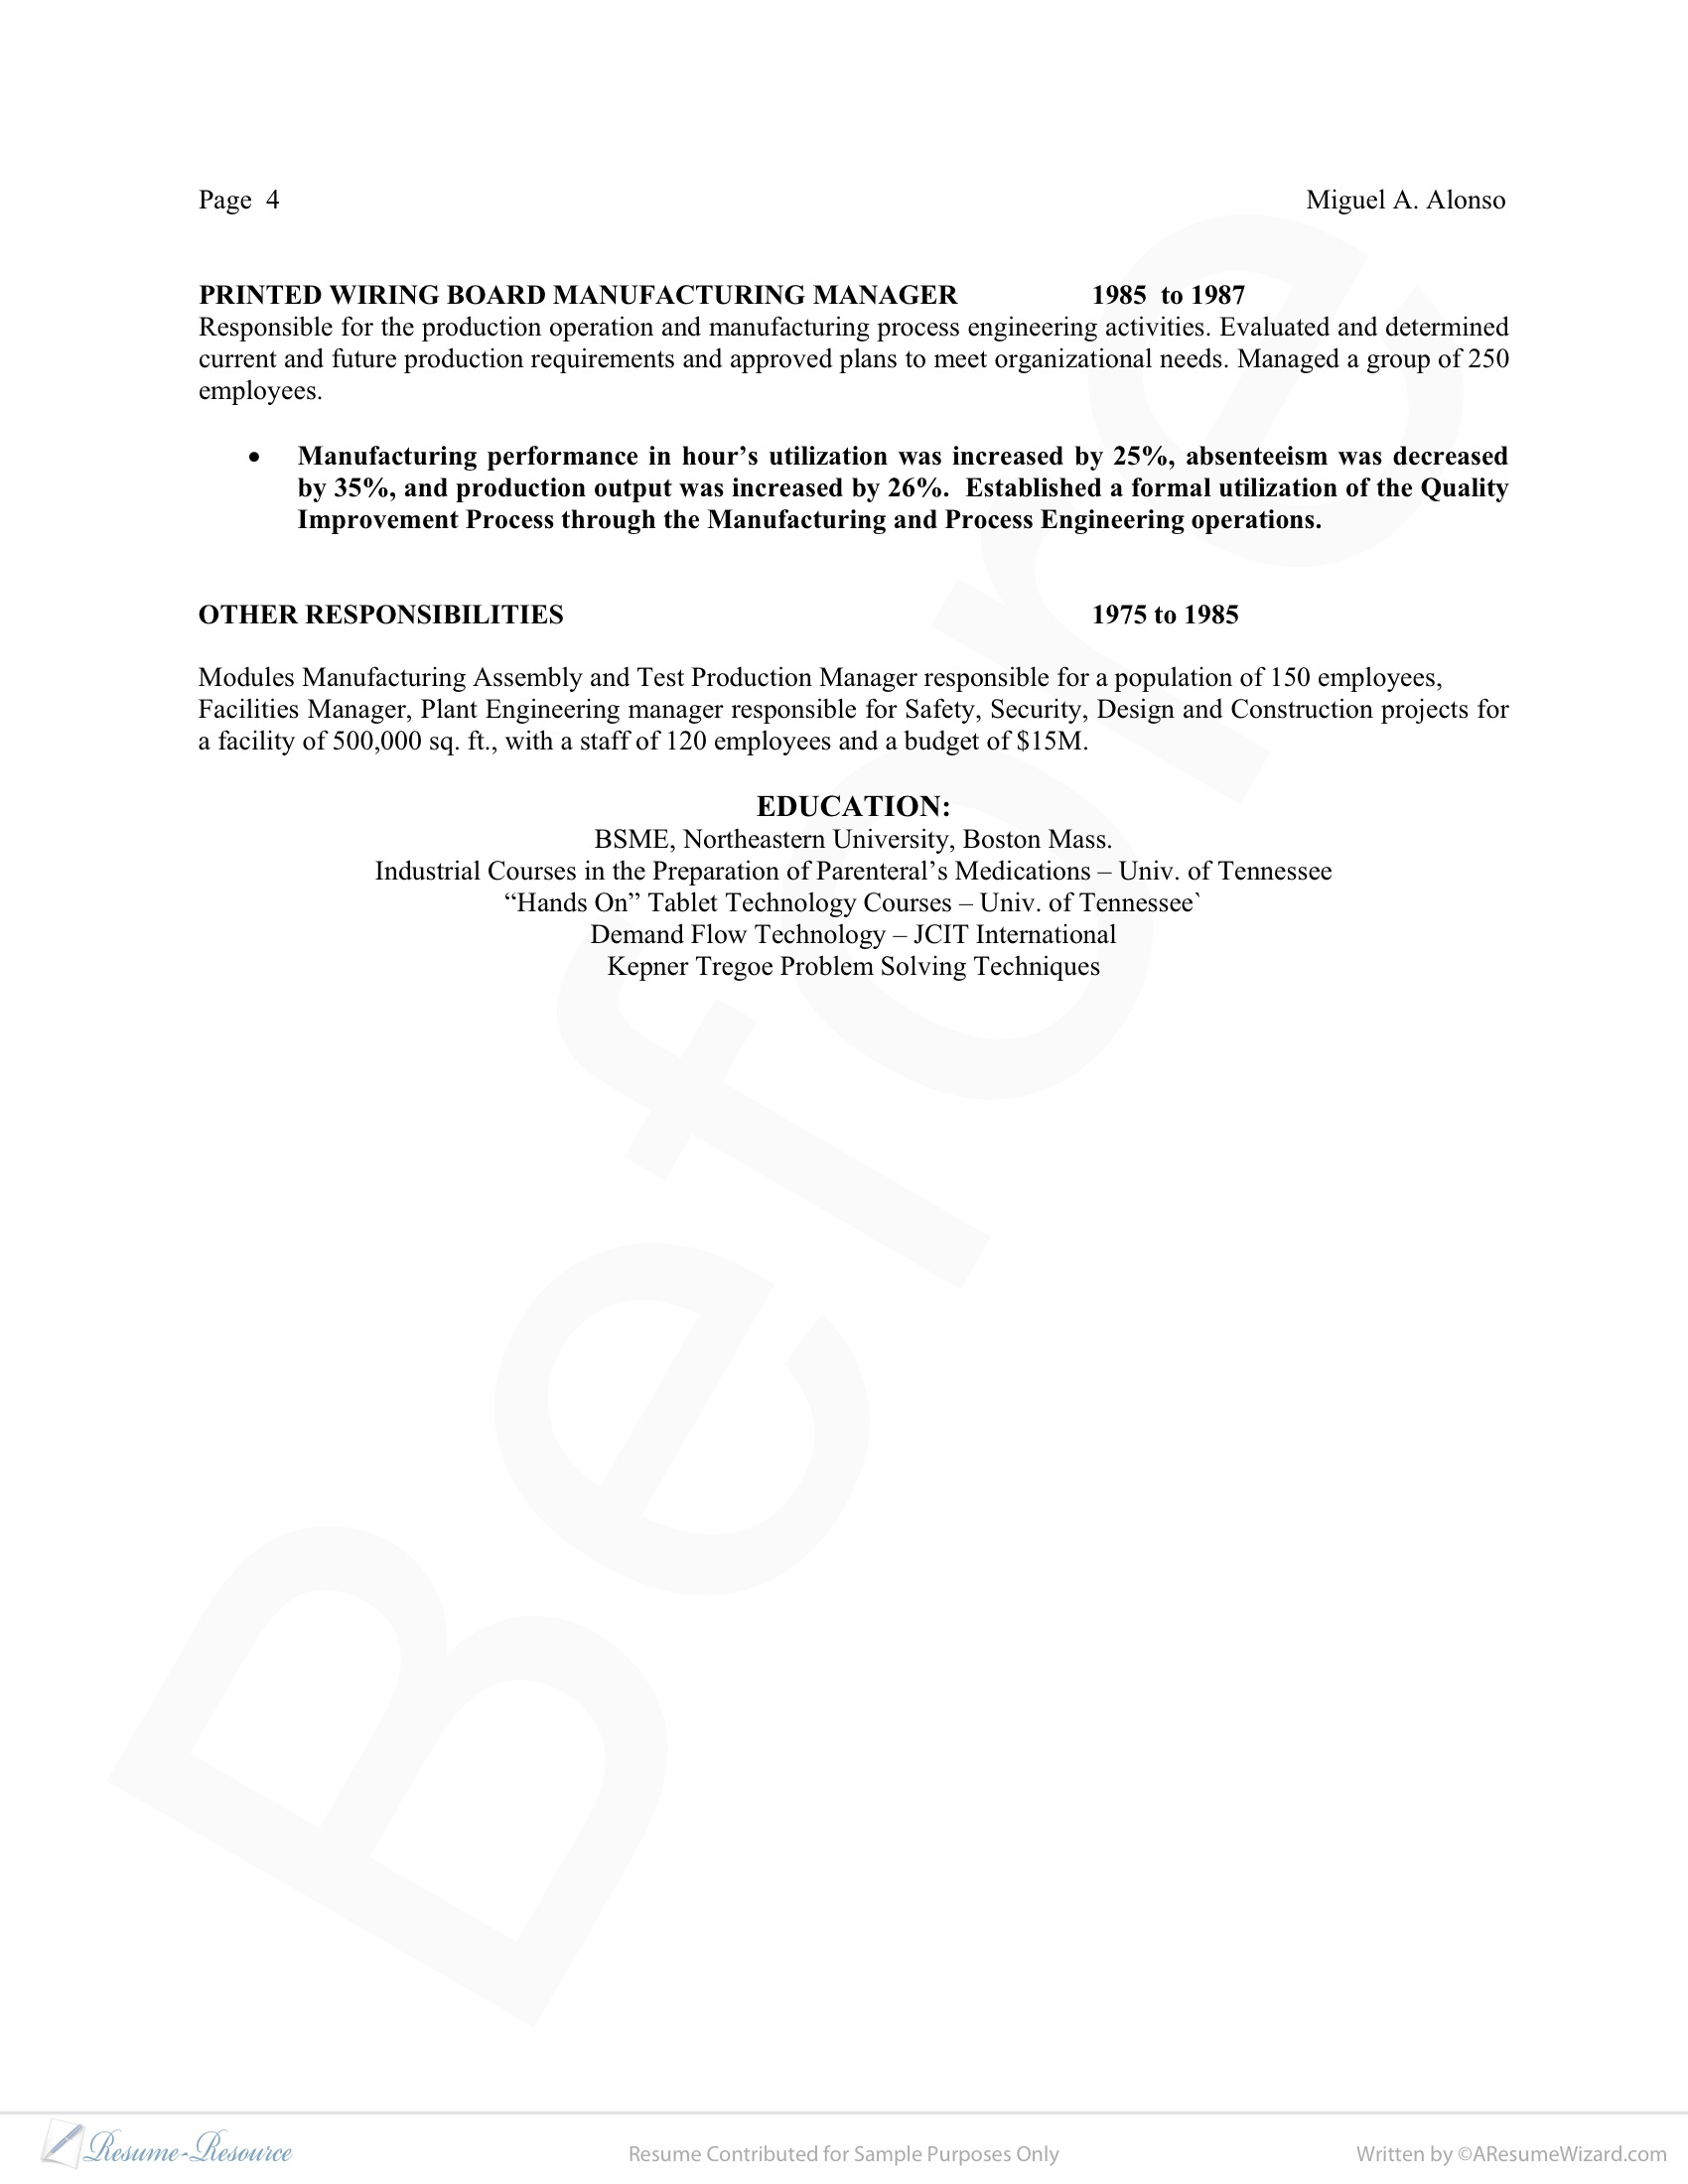 Page  4
Miguel A. Alonso
PRINTED WIRING BOARD MANUFACTURING MANAGER 1985  to 1987
Responsible for the production operation and manufacturing process engineering activities. Evaluated and determined
current and future production requirements and approved plans to meet organizational needs. Managed a group of 250
employees.
• Manufacturing performance in hour’s utilization was increased by 25%, absenteeism was decreased
by 35%, and production output was increased by 26%.  Established a formal utilization of the Quality
Improvement Process through the Manufacturing and Process Engineering operations.
OTHER RESPONSIBILITIES 1975 to 1985
Modules Manufacturing Assembly and Test Production Manager responsible for a population of 150 employees,
Facilities Manager, Plant Engineering manager responsible for Safety, Security, Design and Construction projects for
a facility of 500,000 sq. ft., with a staff of 120 employees and a budget of $15M.
EDUCATION:
BSME, Northeastern University, Boston Mass.
Industrial Courses in the Preparation of Parenteral’s Medications – Univ. of Tennessee
“Hands On” Tablet Technology Courses – Univ. of Tennessee`
Demand Flow Technology – JCIT International
Kepner Tregoe Problem Solving Techniques
Before
Resume-Resource
Resume Contributed for Sample Purposes Only
Written by ©AResumeWizard.com